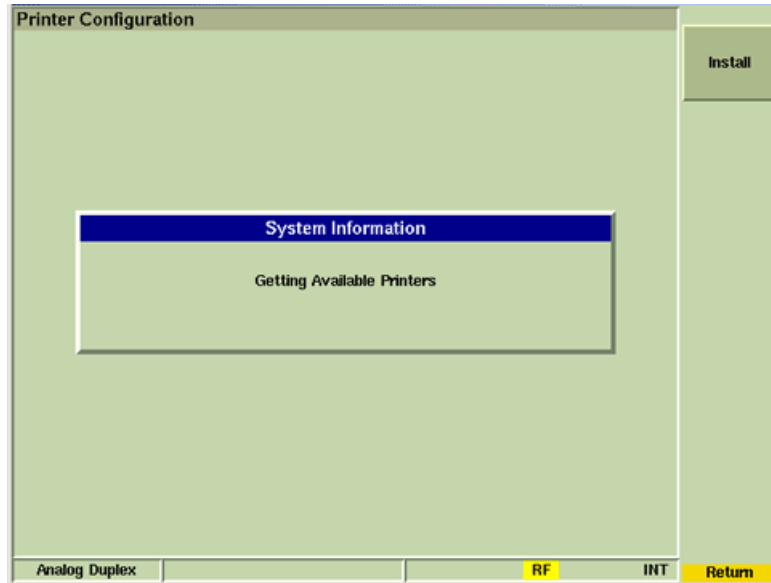 Printer Configuration
Install
System Information
Getting Available Printers
Analog Duplex
RF
INT
Return